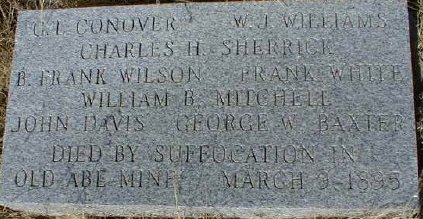 G.L. CONOVER W.J. WILLIAMS
CHARLES H. SHERRICK
B. FRANK WILSON FRANK WHITE
WILLIAM B. MITCHELL
JOHN DAVIS GEORGE W. BAXTER
DIED BY SUFFOCATION IN
OLD ABE MINE MARCH 9-1895